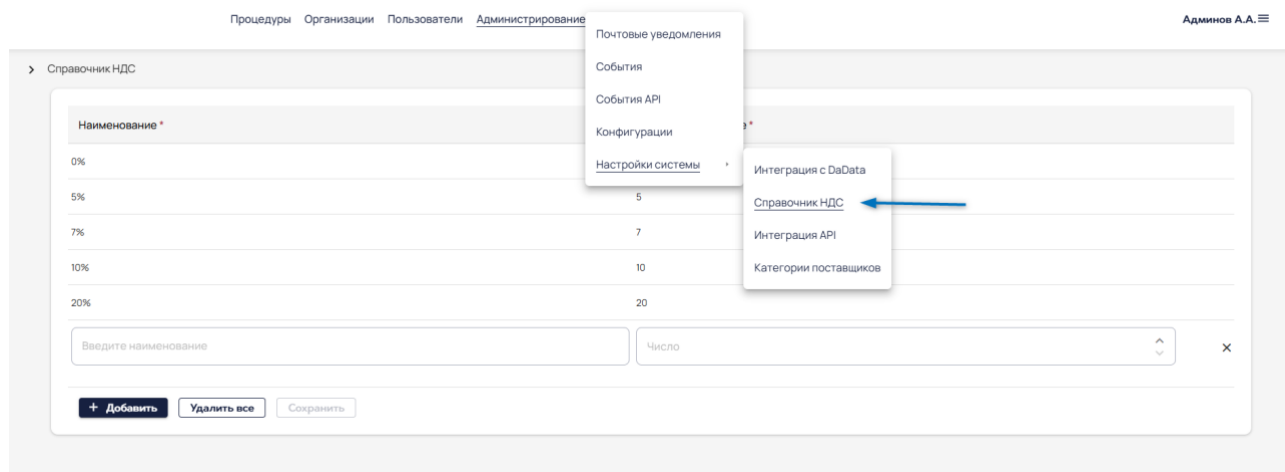 Процедуры Организации Пользователи Администрирование Админов А.А.
Почтовые уведомления
События
События API
Конфигурации
Настройки системы
Интеграция с DaData
Справочник НДС
Интеграция API
Категории поставщиков
Справочник НДС
Наименование * *
0%
5% 5
7% 7
10% 10
20% 20
Введите наименование Число
+ Добавить Удалить все Сохранить